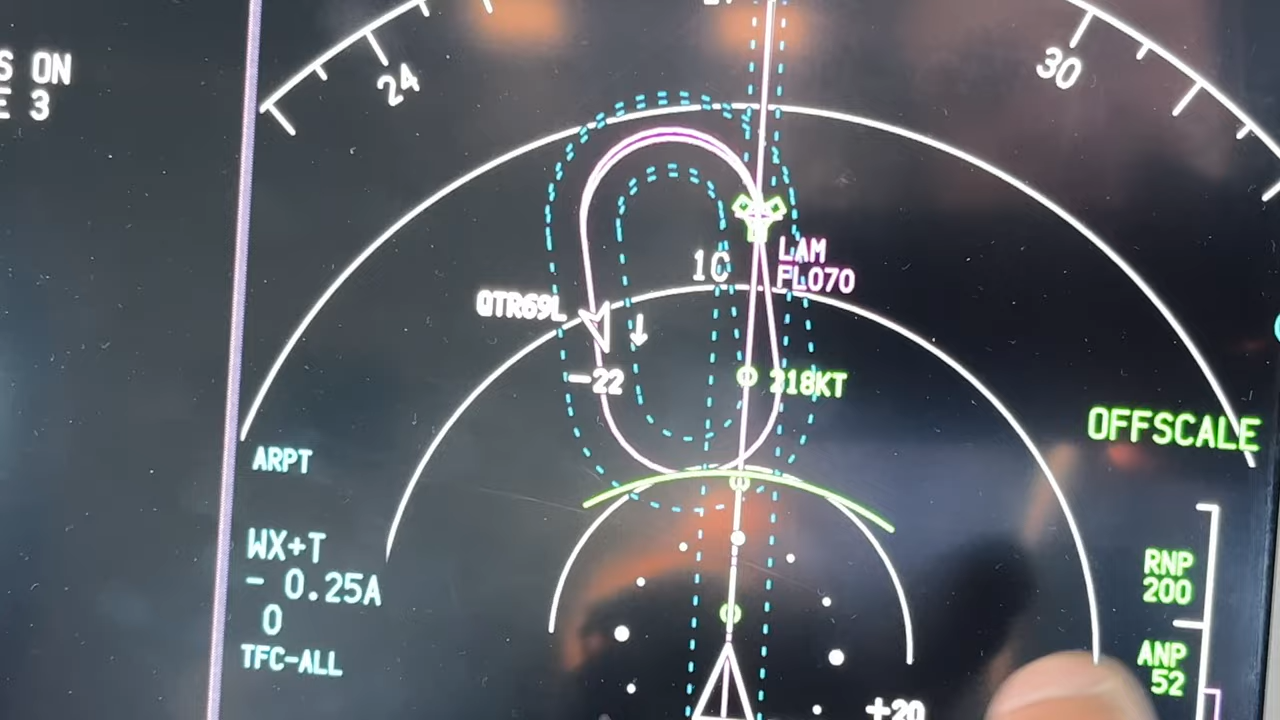 S ON
E 3
24
30
LAM
FL070
10
QTR69L
-22
218KT
OFFSCALE
ARPT
WX+T
- 0.25A
0
TFC-ALL
RNP
200
ANP
52
+20